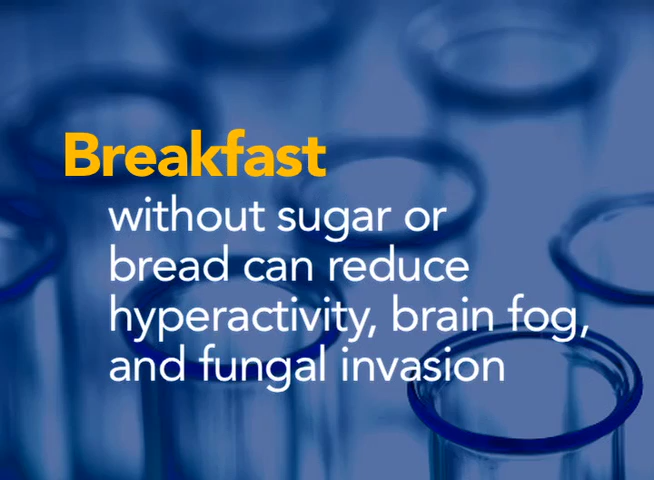 Breakfast
without sugar or
bread can reduce
hyperactivity, brain fog,
and fungal invasion